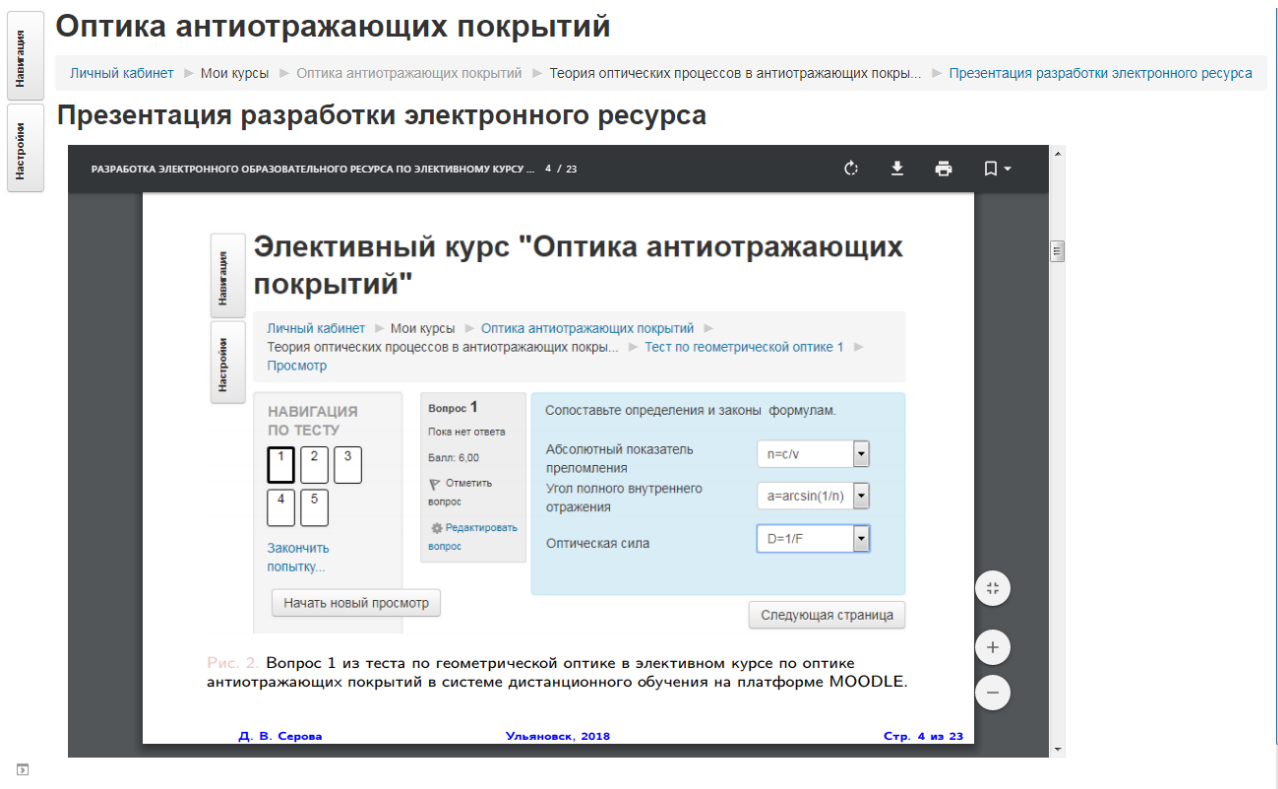 Оптика антиотражающих покрытий
Навигация
Личный кабинет ► Мои курсы ► Оптика антиотражающих покрытий ► Теория оптических процессов в антиотражающих покры... ► Презентация разработки электронного ресурса
Настройки
Презентация разработки электронного ресурса
РАЗРАБОТКА ЭЛЕКТРОННОГО ОБРАЗОВАТЕЛЬНОГО РЕСУРСА ПО ЭЛЕКТИВНОМУ КУРСУ ... 4 / 23
Навигация
Элективный курс "Оптика антиотражающих
покрытий"
Настройки
Личный кабинет ► Мои курсы ► Оптика антиотражающих покрытий ►
Теория оптических процессов в антиотражающих покры... ► Тест по геометрической оптике 1 ►
Просмотр
НАВИГАЦИЯ
ПО ТЕСТУ
1 2 3
4 5
Закончить
попытку...
Начать новый просмотр
Вопрос 1
Пока нет ответа
Балл: 6,00
Отметить
вопрос
Редактировать
вопрос
Сопоставьте определения и законы формулам.
Абсолютный показатель
преломления
n=c/v
Угол полного внутреннего
отражения
a=arcsin(1/n)
Оптическая сила
D=1/F
Следующая страница
Рис. 2. Вопрос 1 из теста по геометрической оптике в элективном курсе по оптике
антиотражающих покрытий в системе дистанционного обучения на платформе MOODLE.
Д. В. Серова Ульяновск, 2018 Стр. 4 из 23